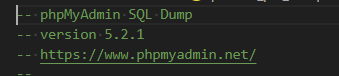 -- phpMyAdmin SQL Dump
-- version 5.2.1
-- https://www.phpmyadmin.net/
--